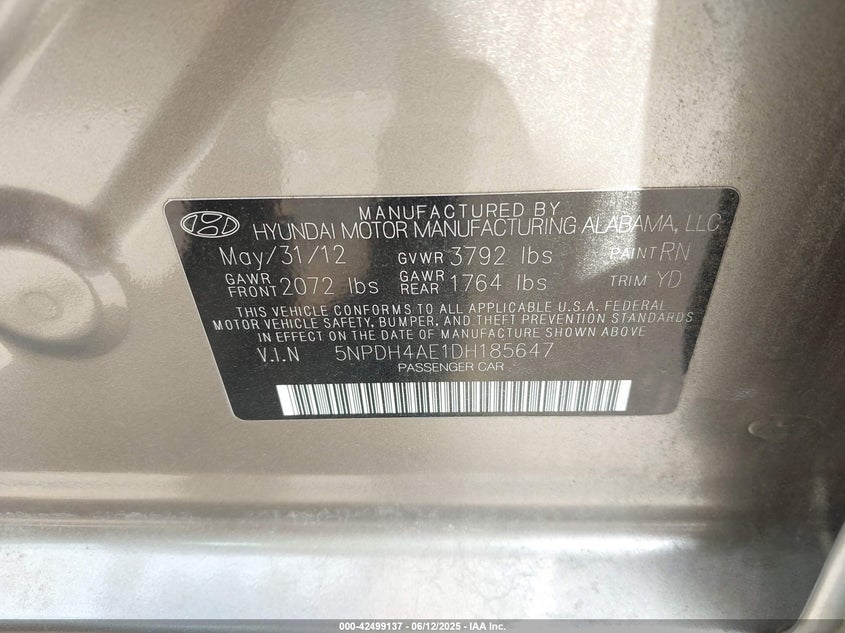 MANUFACTURED BY
HYUNDAI MOTOR MANUFACTURING ALABAMA, LLC
May/31/12 GVWR 3792 lbs PAINT RN
GAWR FRONT 2072 lbs GAWR REAR 1764 lbs TRIM YD
THIS VEHICLE CONFORMS TO ALL APPLICABLE U.S.A. FEDERAL
MOTOR VEHICLE SAFETY, BUMPER, AND THEFT PREVENTION STANDARDS
IN EFFECT ON THE DATE OF MANUFACTURE SHOWN ABOVE
V.I.N 5NPDH4AE1DH185647
PASSENGER CAR
000-42499137 - 06/12/2025 - IAA Inc.